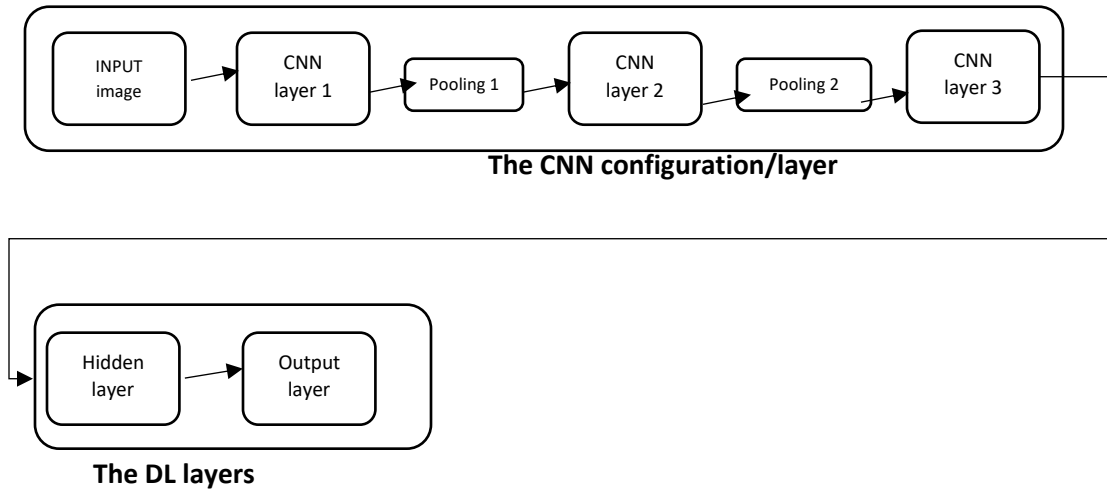 INPUT
image
CNN
layer 1
Pooling 1
CNN
layer 2
Pooling 2
CNN
layer 3
The CNN configuration/layer
Hidden
layer
Output
layer
The DL layers